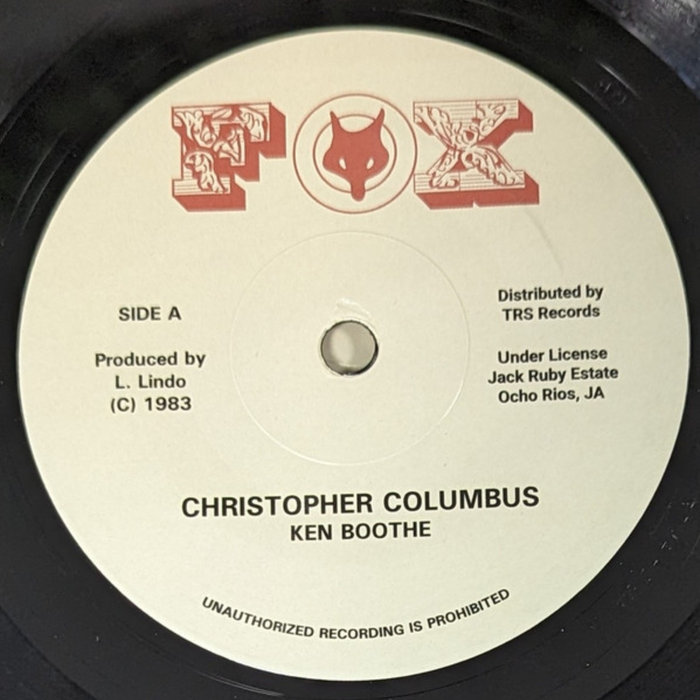 FOX
SIDE A
Produced by
L. Lindo
(C) 1983
Distributed by
TRS Records
Under License
Jack Ruby Estate
Ocho Rios, JA
CHRISTOPHER COLUMBUS
KEN BOOTHE
UNAUTHORIZED RECORDING IS PROHIBITED